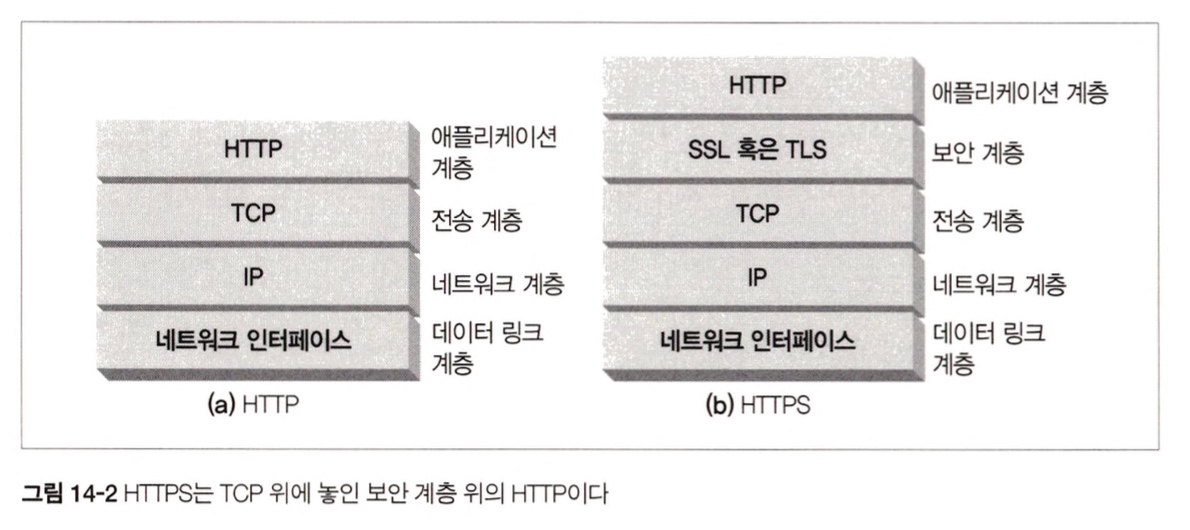 HTTP
애플리케이션
계층
TCP
전송 계층
IP
네트워크 계층
네트워크 인터페이스
데이터 링크
계층
(a) HTTP
HTTP
애플리케이션 계층
SSL 혹은 TLS
보안 계층
TCP
전송 계층
IP
네트워크 계층
네트워크 인터페이스
데이터 링크
계층
(b) HTTPS
그림 14-2 HTTPS는 TCP 위에 놓인 보안 계층 위의 HTTP이다